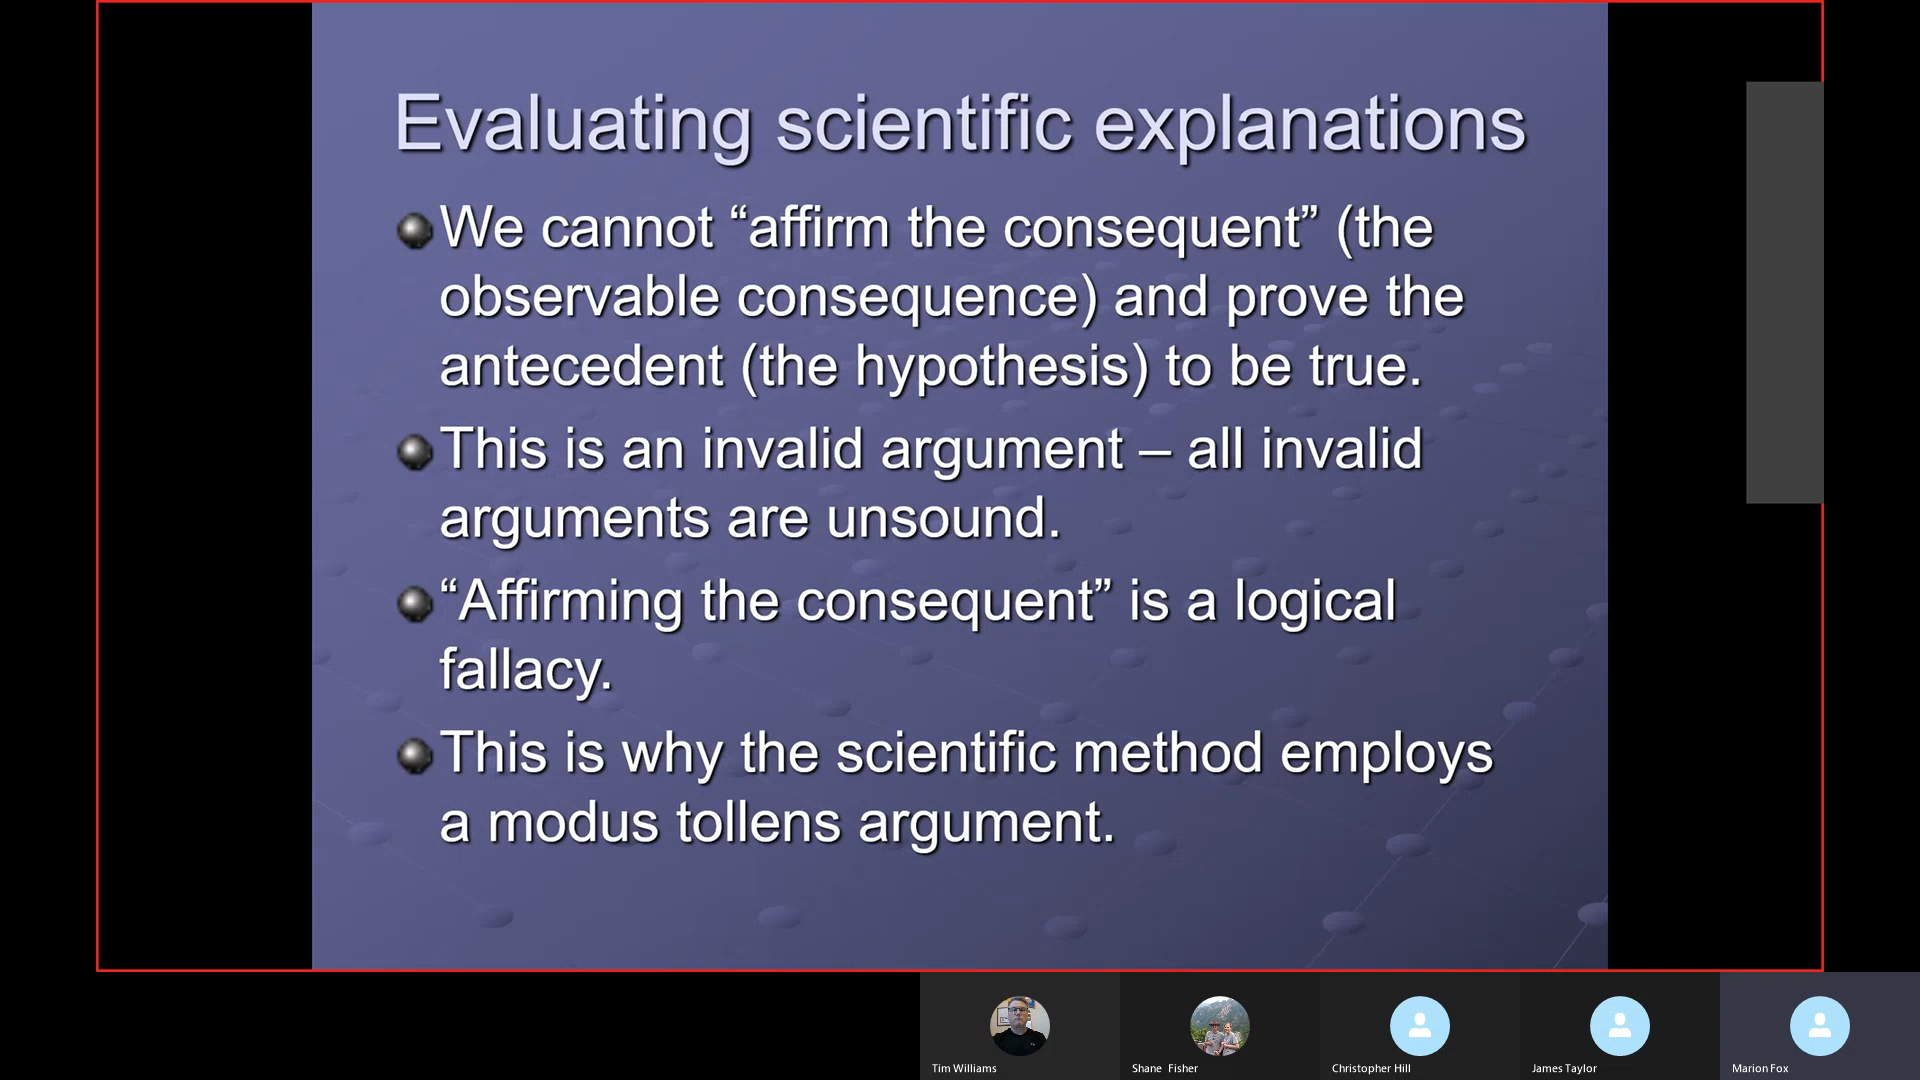 Evaluating scientific explanations
We cannot “affirm the consequent” (the
observable consequence) and prove the
antecedent (the hypothesis) to be true.
This is an invalid argument – all invalid
arguments are unsound.
“Affirming the consequent” is a logical
fallacy.
This is why the scientific method employs
a modus tollens argument.
Tim Williams
Shane Fisher
Christopher Hill
James Taylor
Marion Fox